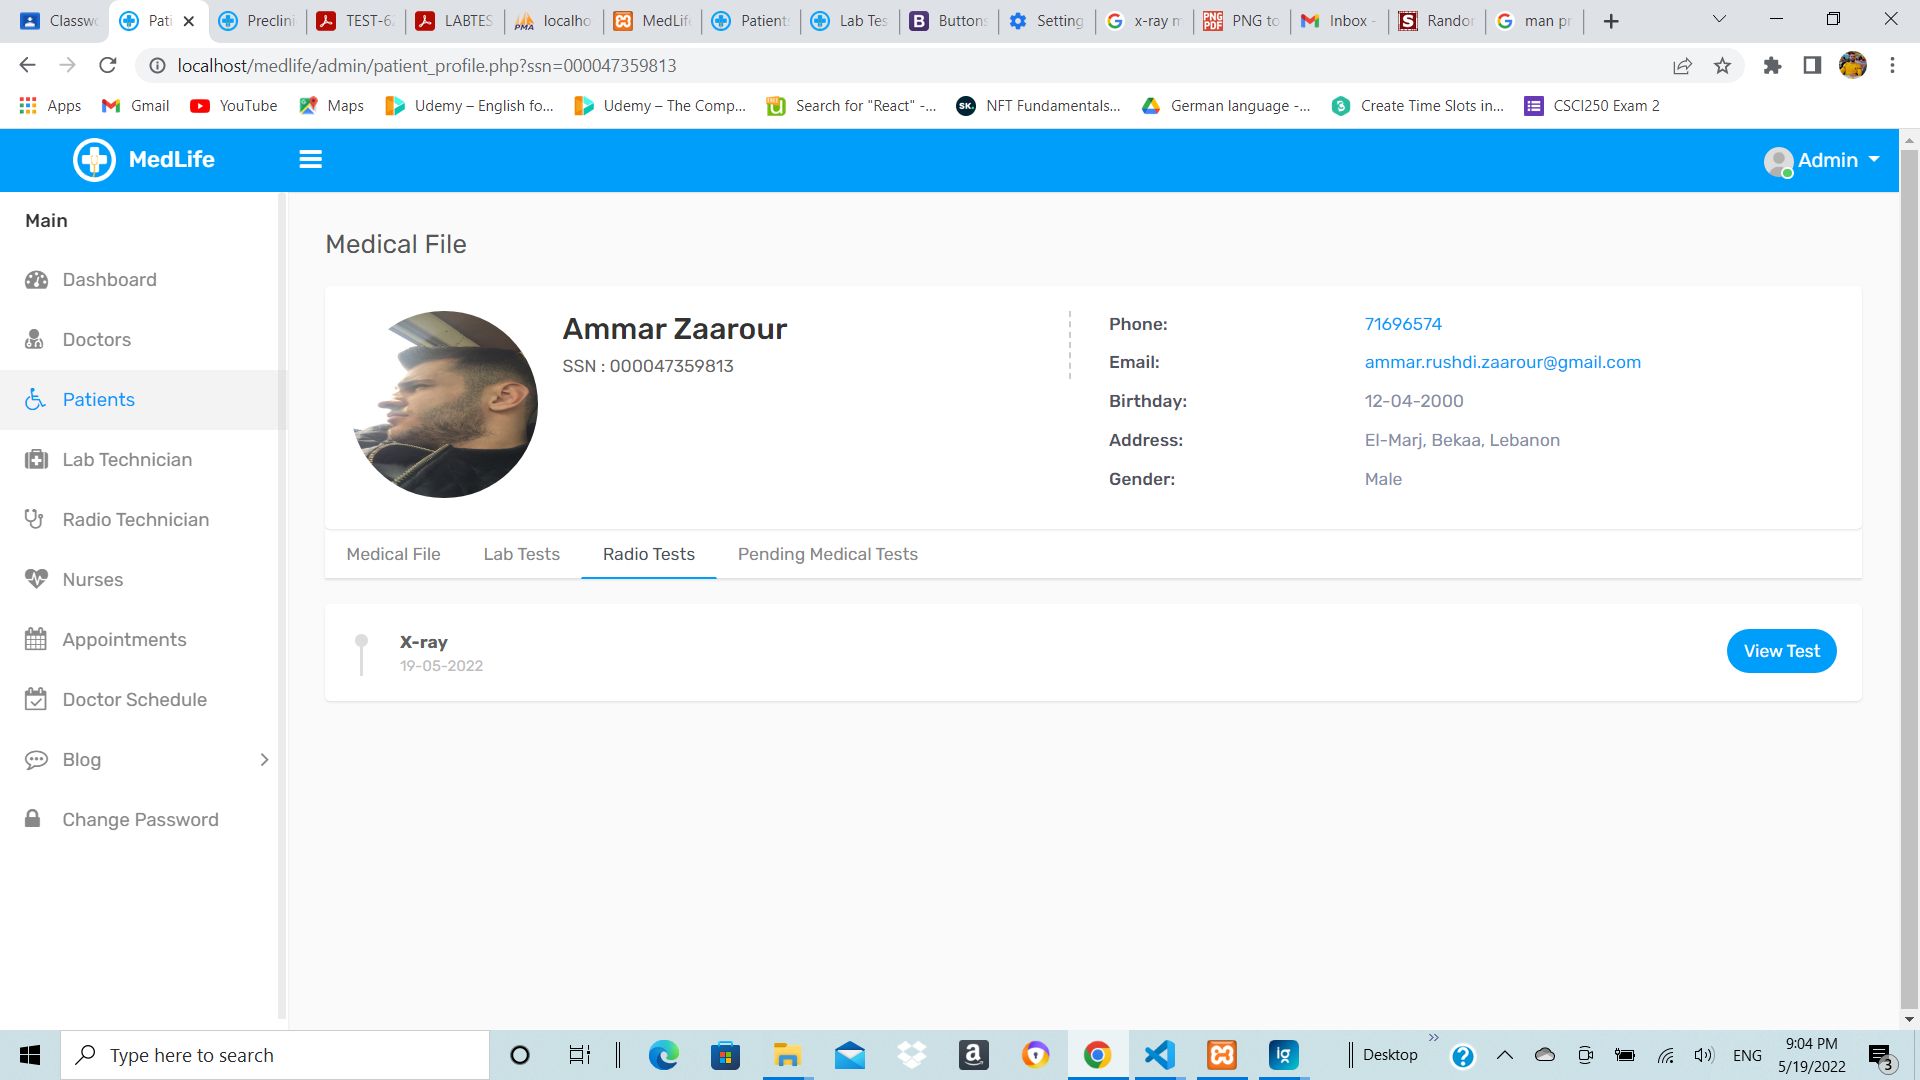 Classwo
Pati
Preclini
TEST-62
LABTES
localho
MedLife
Patients
Lab Tes
Buttons
Setting
x-ray m
PNG to
Inbox -
Randor
man pr
localhost/medlife/admin/patient_profile.php?ssn=000047359813
Apps
Gmail
YouTube
Maps
Udemy – English fo...
Udemy – The Comp...
Search for "React" -...
NFT Fundamentals...
German language -...
Create Time Slots in...
CSCI250 Exam 2
MedLife
Admin
Main
Dashboard
Doctors
Patients
Lab Technician
Radio Technician
Nurses
Appointments
Doctor Schedule
Blog
Change Password
Medical File
Ammar Zaarour
SSN : 000047359813
Phone: 71696574
Email: ammar.rushdi.zaarour@gmail.com
Birthday: 12-04-2000
Address: El-Marj, Bekaa, Lebanon
Gender: Male
Medical File
Lab Tests
Radio Tests
Pending Medical Tests
X-ray
19-05-2022
View Test
Type here to search
Desktop
ENG
9:04 PM
5/19/2022
3